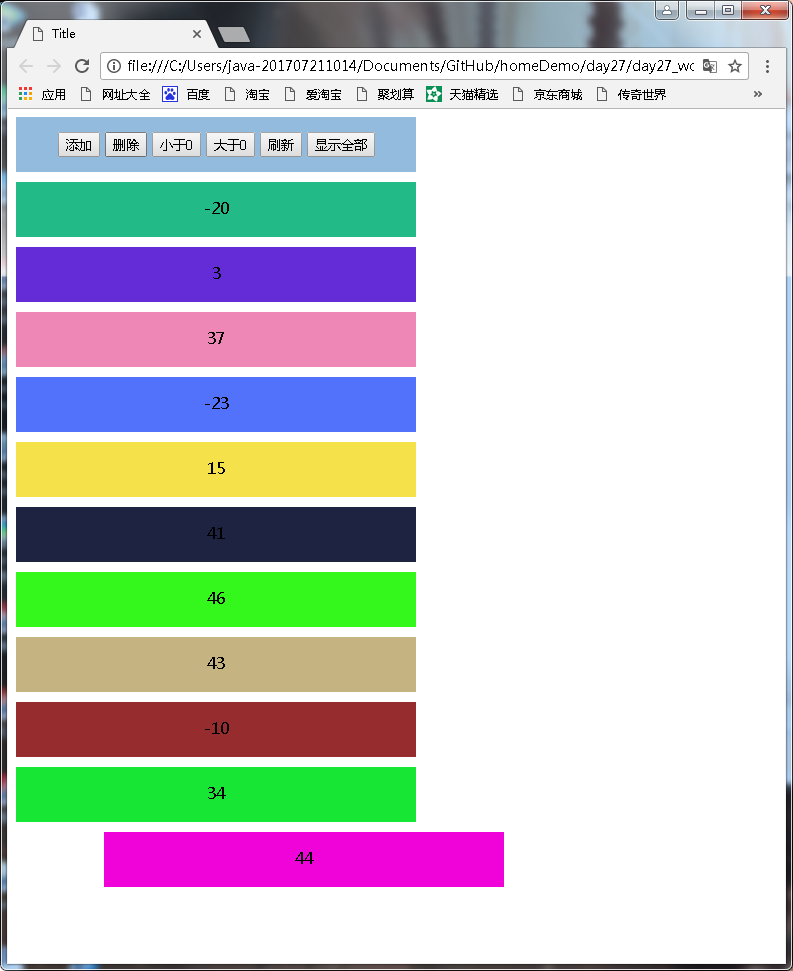 Title
file:///C:/Users/java-201707211014/Documents/GitHub/homeDemo/day27/day27_wo
应用 网址大全 百度 淘宝 爱淘宝 聚划算 天猫精选 京东商城 传奇世界 »
添加 删除 小于0 大于0 刷新 显示全部
-20
3
37
-23
15
41
46
43
-10
34
44